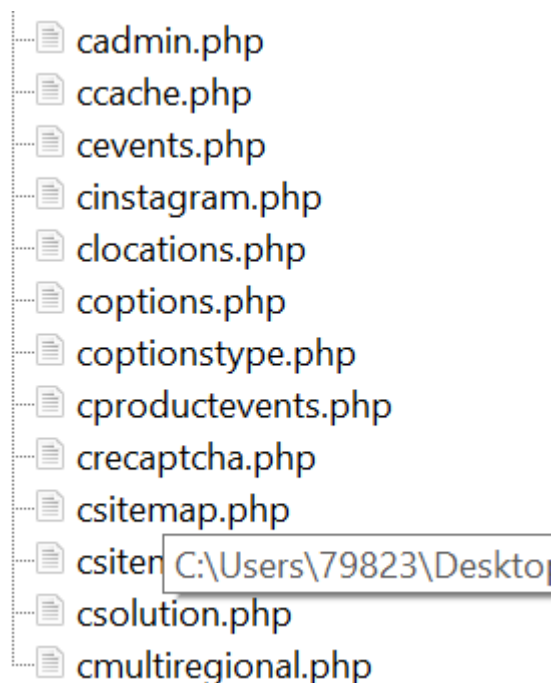 cadmin.php
ccache.php
cevents.php
cinstagram.php
clocations.php
coptions.php
coptionstype.php
cproductevents.php
crecaptcha.php
csitemap.php
C:\Users\79823\Desktop
csolution.php
cmultiregional.php